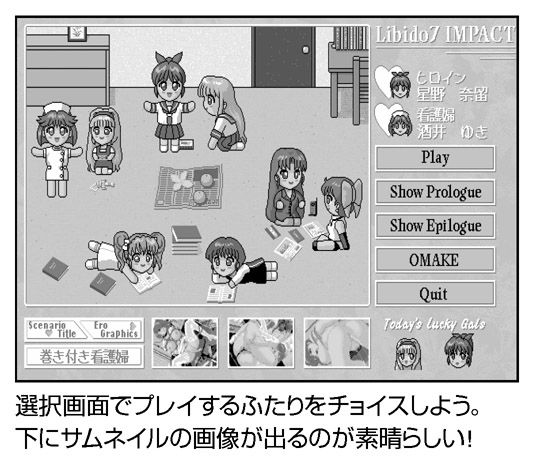 Libido7 IMPACT
ヒロイン
星野 奈留
看護婦
酒井 ゆき
Play
Show Prologue
Show Epilogue
OMAKE
Quit
Scenario Title
Ero Graphics
巻き付き看護婦
Today's Lucky Gals
選択画面でプレイするふたりをチョイスしよう。
下にサムネイルの画像が出るのが素晴らしい!